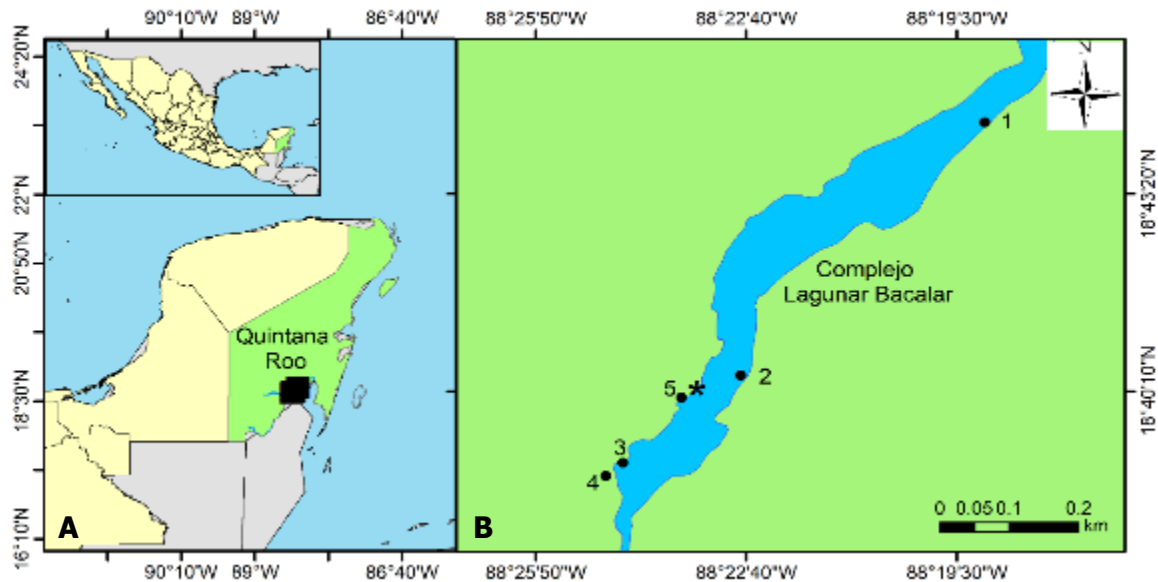 90°10'W 89°W 86°40'W 88°25'50"W 88°22'40"W 88°19'30"W
24°20'N
22°N
20°50'N
18°30'N
16°10'N
Quintana
Roo
A
1
Complejo
Lagunar Bacalar
2
5 *
3
4
0 0.05 0.1 0.2
km
B
18°43'20"N
18°40'10"N
90°10'W 89°W 86°40'W 88°25'50"W 88°22'40"W 88°19'30"W